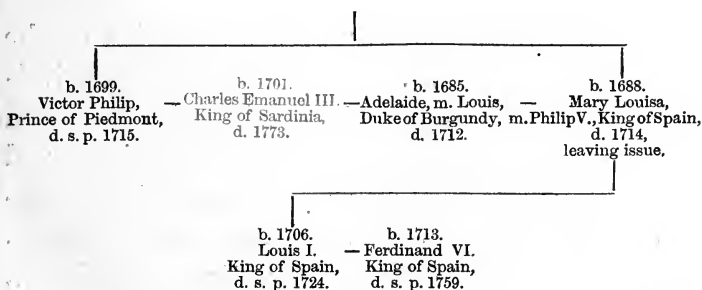 b. 1699.
Victor Philip,
Prince of Piedmont,
d. s. p. 1715.
— b. 1701.
Charles Emanuel III.
King of Sardinia,
d. 1773.
— b. 1685.
Adelaide, m. Louis,
Duke of Burgundy,
d. 1712.
— b. 1688.
Mary Louisa,
m. Philip V., King of Spain,
d. 1714,
leaving issue.
b. 1706.
Louis I.
King of Spain,
d. s. p. 1724.
— b. 1713.
Ferdinand VI.
King of Spain,
d. s. p. 1759.